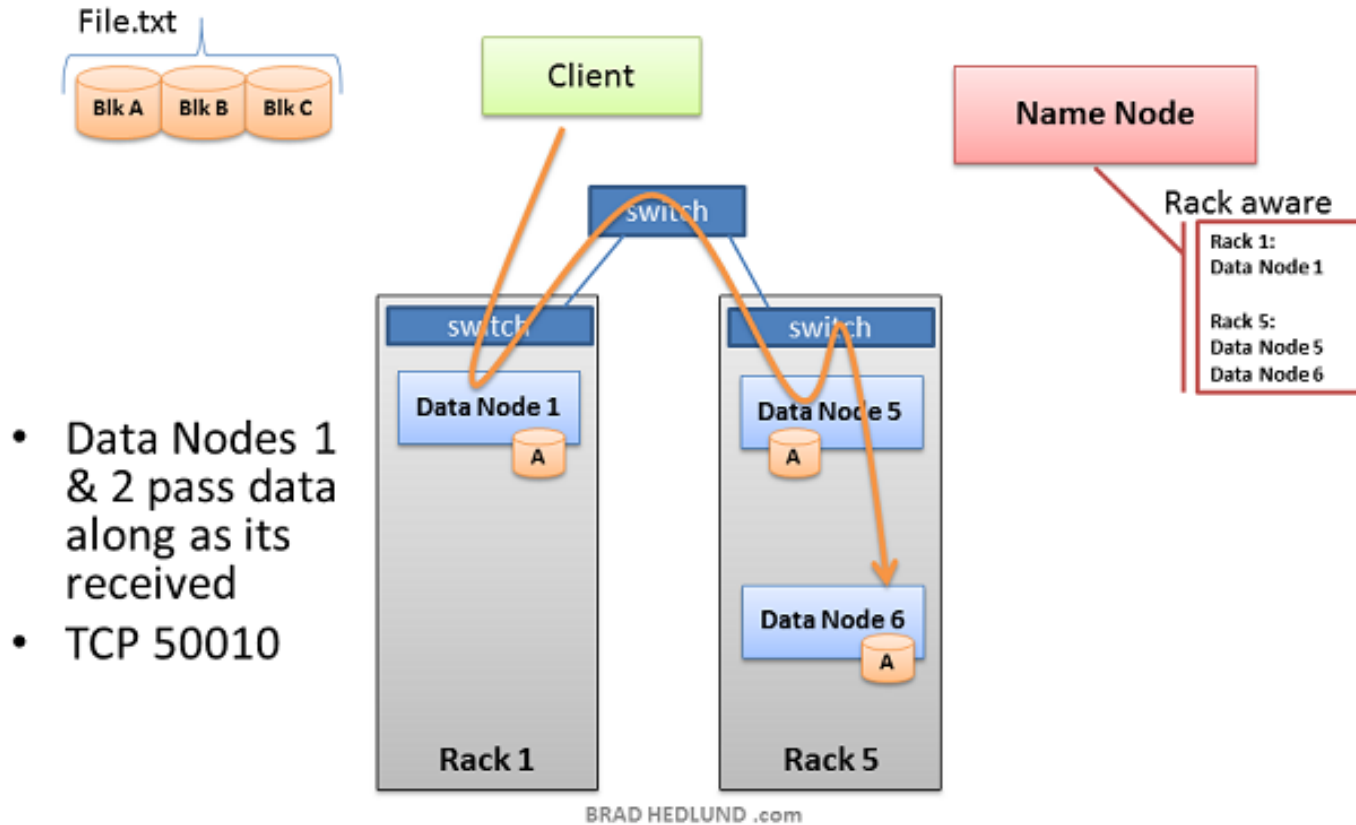 File.txt
Blk A
Blk B
Blk C
Client
Name Node
switch
Rack aware
Rack 1:
Data Node 1
Rack 5:
Data Node 5
Data Node 6
switch
Data Node 1
A
Rack 1
switch
Data Node 5
A
Data Node 6
A
Rack 5
• Data Nodes 1
& 2 pass data
along as its
received
• TCP 50010
BRAD HEDLUND .com